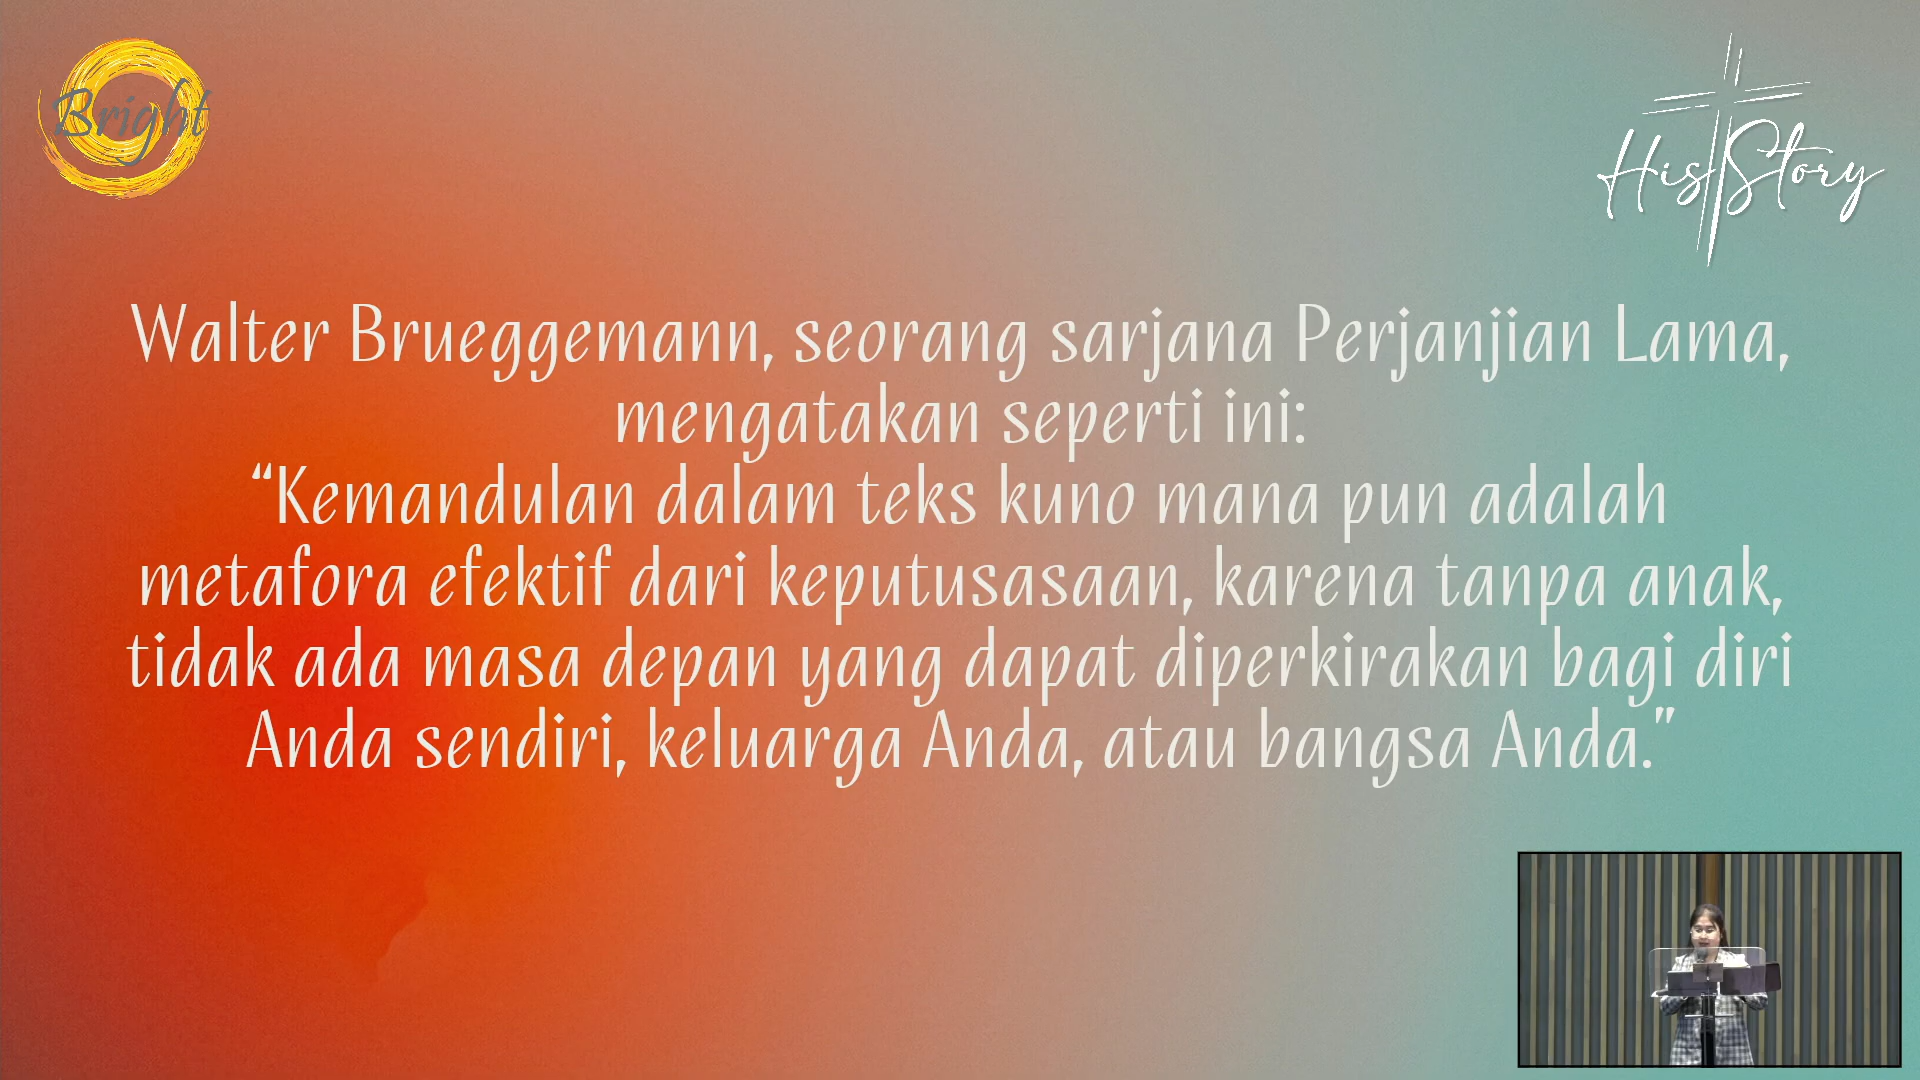 Bright
His Story
Walter Brueggemann, seorang sarjana Perjanjian Lama,
mengatakan seperti ini:
“Kemandulan dalam teks kuno mana pun adalah
metafora efektif dari keputusasaan, karena tanpa anak,
tidak ada masa depan yang dapat diperkirakan bagi diri
Anda sendiri, keluarga Anda, atau bangsa Anda.”